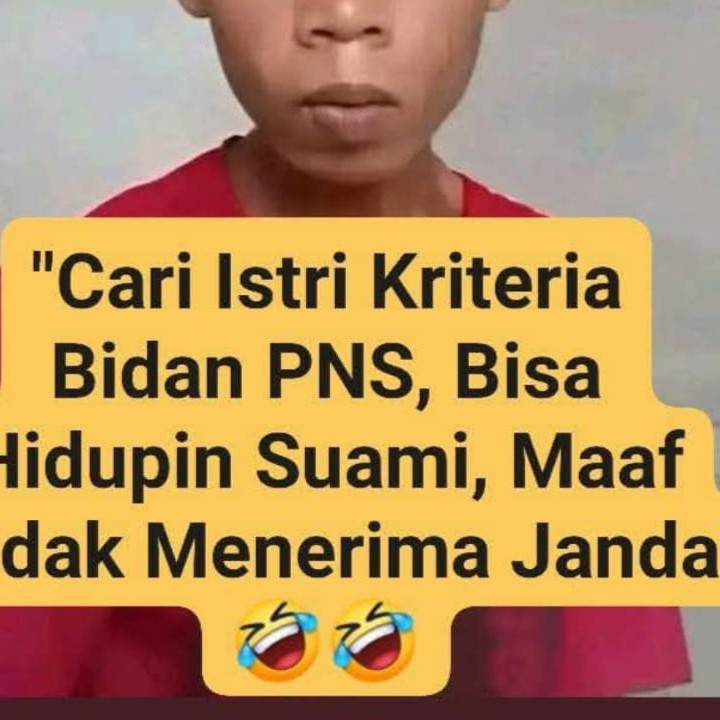 "Cari Istri Kriteria
Bidan PNS, Bisa
Hidupin Suami, Maaf
dak Menerima Janda
🤣🤣